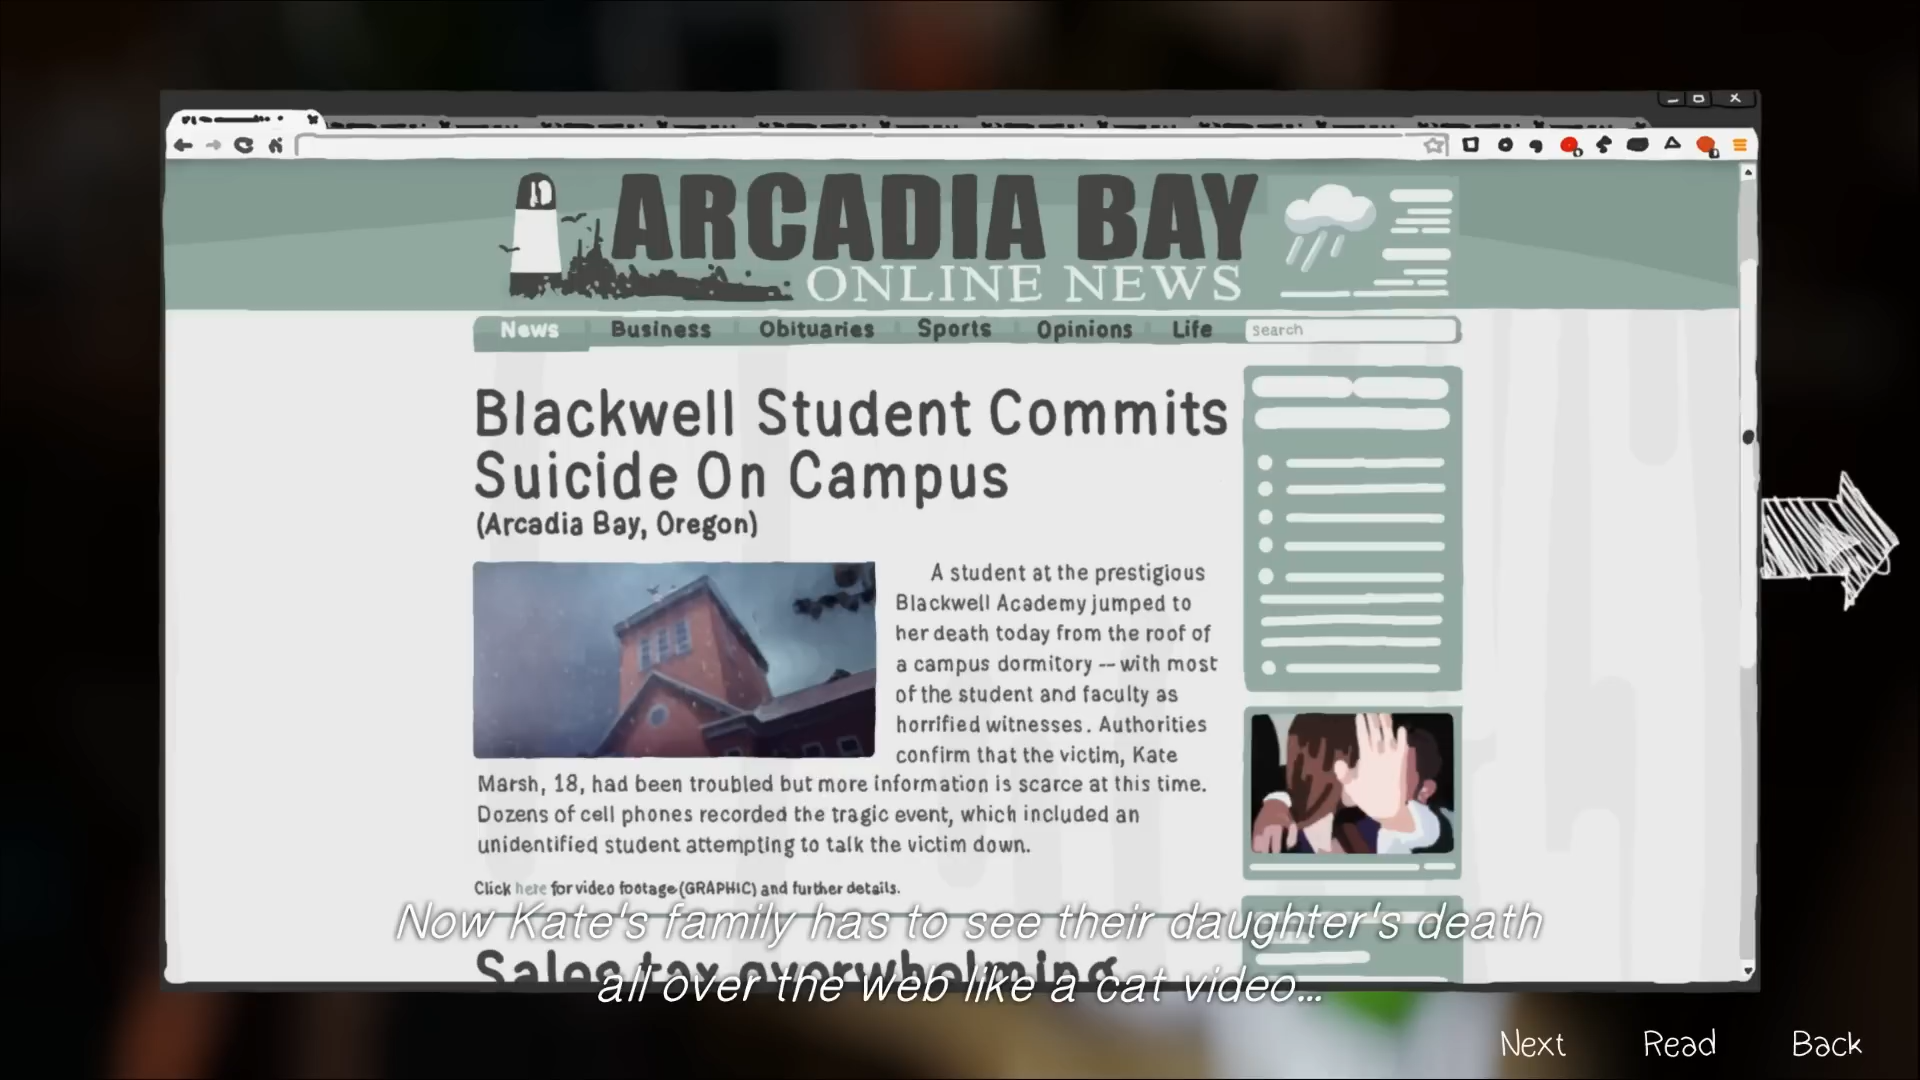 ARCADIA BAY
ONLINE NEWS
News Business Obituaries Sports Opinions Life search
Blackwell Student Commits
Suicide On Campus
(Arcadia Bay, Oregon)
A student at the prestigious
Blackwell Academy jumped to
her death today from the roof of
a campus dormitory -- with most
of the student and faculty as
horrified witnesses. Authorities
confirm that the victim, Kate
Marsh, 18, had been troubled but more information is scarce at this time.
Dozens of cell phones recorded the tragic event, which included an
unidentified student attempting to talk the victim down.
Click here for video footage (GRAPHIC) and further details.
Now Kate's family has to see their daughter's death
Sales tax overwhelming
all over the web like a cat video...
Next Read Back